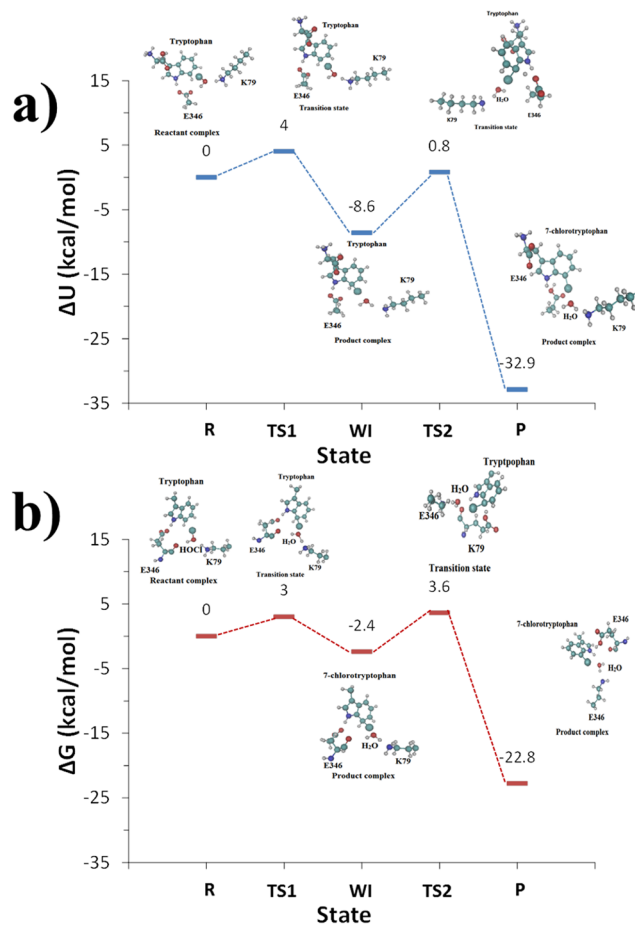 a)
Tryptophan
K79
E346
Reactant complex
Tryptophan
K79
E346
Transition state
Tryptophan
H₂O
K79
E346
Transition state
15
5
-5
-15
-25
-35
ΔU (kcal/mol)
0
4
-8.6
0.8
-32.9
Tryptophan
K79
E346
Product complex
7-chlorotryptophan
E346
H₂O
K79
Product complex
R TS1 WI TS2 P
State
b)
Tryptophan
HOCl
K79
E346
Reactant complex
Tryptophan
E346
H₂O
K79
Transition state
Tryptpophan
H₂O
E346
K79
Transition state
15
5
-5
-15
-25
-35
ΔG (kcal/mol)
0
3
-2.4
3.6
-22.8
7-chlorotryptophan
H₂O
E346
K79
Product complex
E346
7-chlorotryptophan
H₂O
E346
Product complex
R TS1 WI TS2 P
State